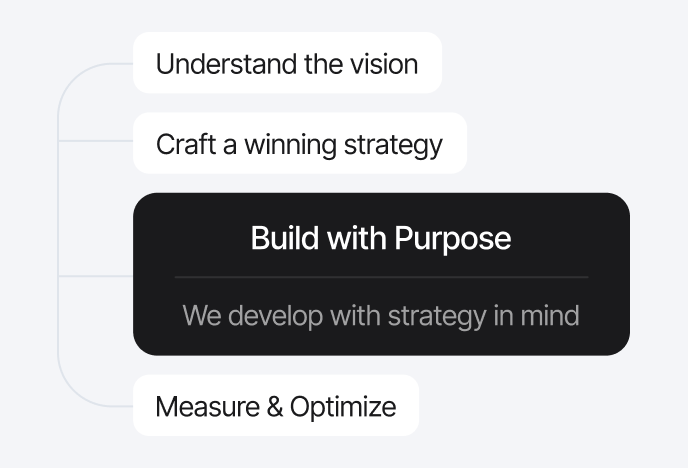 Understand the vision
Craft a winning strategy
Build with Purpose
We develop with strategy in mind
Measure & Optimize